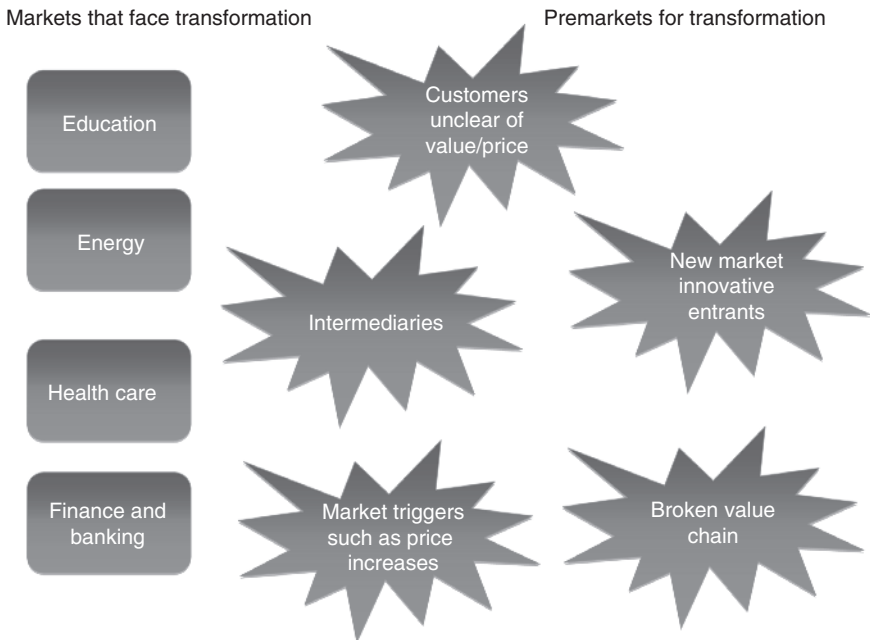 Markets that face transformation
Premarkets for transformation
Education
Energy
Health care
Finance and
banking
Customers
unclear of
value/price
Intermediaries
New market
innovative
entrants
Market triggers
such as price
increases
Broken value
chain